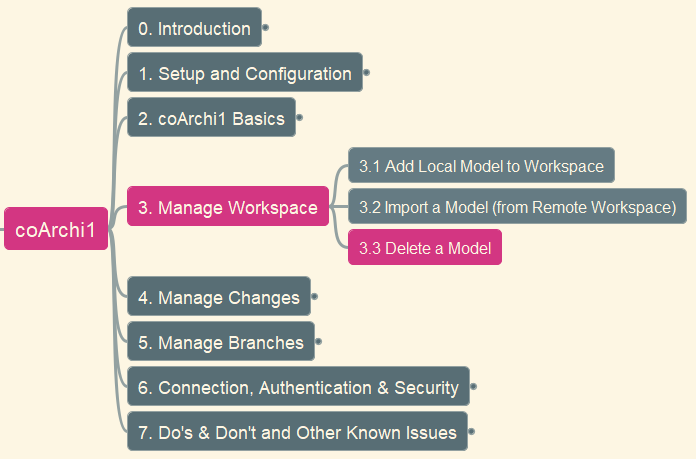 coArchi1
0. Introduction
1. Setup and Configuration
2. coArchi1 Basics
3. Manage Workspace
3.1 Add Local Model to Workspace
3.2 Import a Model (from Remote Workspace)
3.3 Delete a Model
4. Manage Changes
5. Manage Branches
6. Connection, Authentication & Security
7. Do's & Don't and Other Known Issues